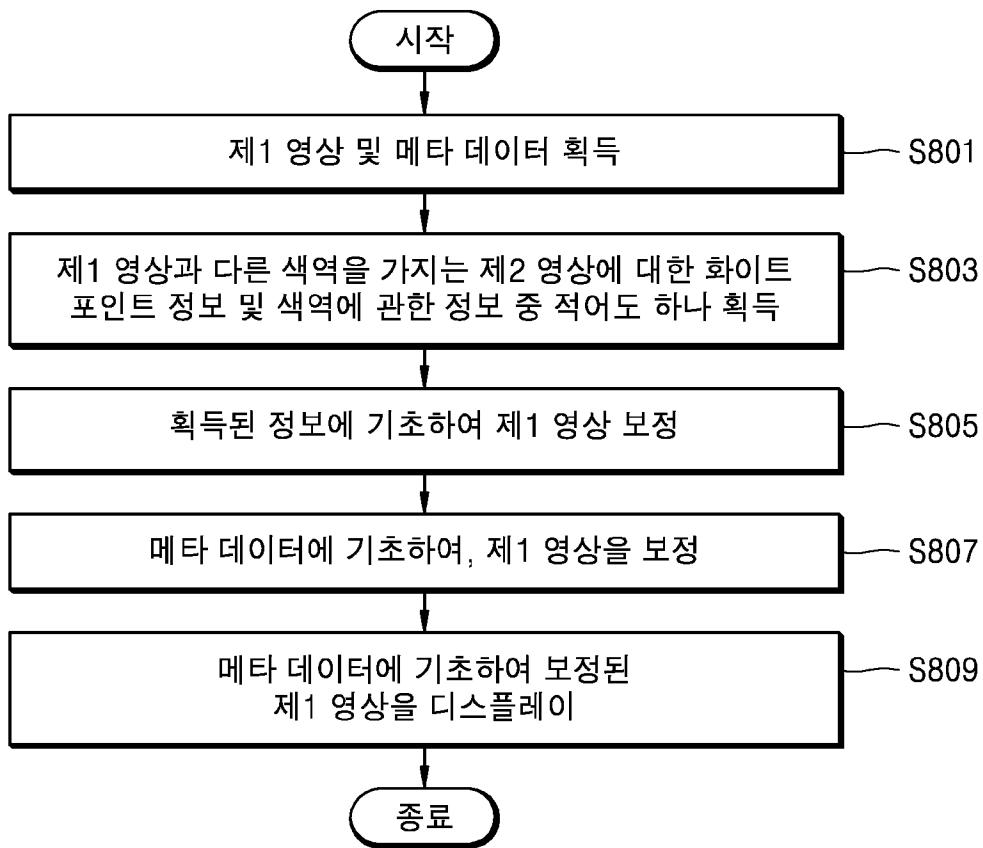 시작
제1 영상 및 메타 데이터 획득
S801
제1 영상과 다른 색역을 가지는 제2 영상에 대한 화이트
포인트 정보 및 색역에 관한 정보 중 적어도 하나 획득
S803
획득된 정보에 기초하여 제1 영상 보정
S805
메타 데이터에 기초하여, 제1 영상을 보정
S807
메타 데이터에 기초하여 보정된
제1 영상을 디스플레이
S809
종료